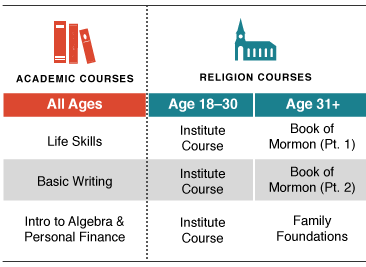 ACADEMIC COURSES
RELIGION COURSES
All Ages
Age 18–30
Age 31+
Life Skills
Institute
Course
Book of
Mormon (Pt. 1)
Basic Writing
Institute
Course
Book of
Mormon (Pt. 2)
Intro to Algebra &
Personal Finance
Institute
Course
Family
Foundations